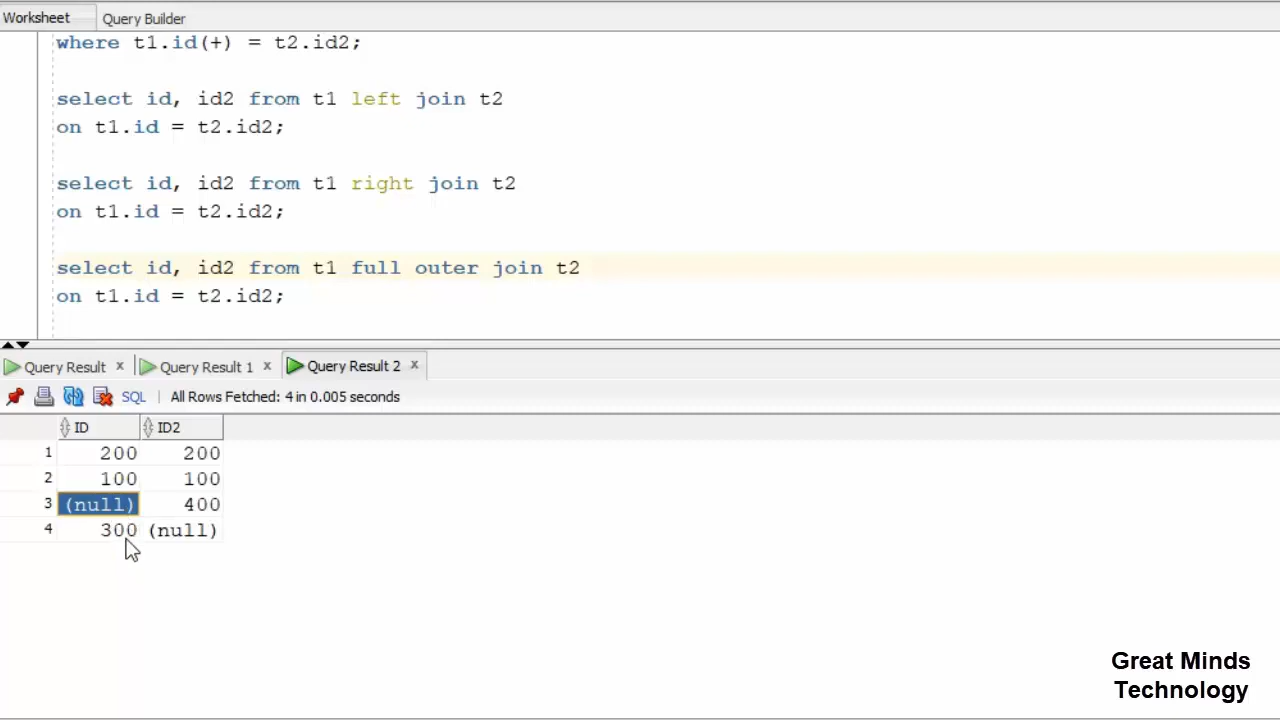 Worksheet Query Builder
where t1.id(+) = t2.id2;
select id, id2 from t1 left join t2
on t1.id = t2.id2;
select id, id2 from t1 right join t2
on t1.id = t2.id2;
select id, id2 from t1 full outer join t2
on t1.id = t2.id2;
Query Result x Query Result 1 x Query Result 2 x
SQL | All Rows Fetched: 4 in 0.005 seconds
ID ID2
1 200 200
2 100 100
3 (null) 400
4 300 (null)
Great Minds
Technology